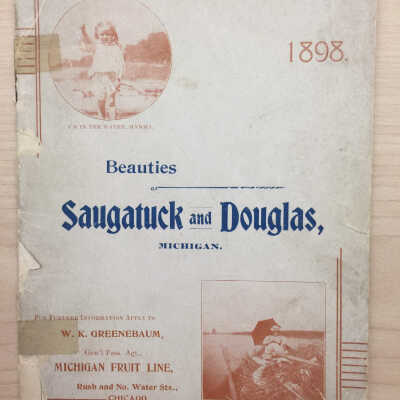 1898.
I'M IN THE WATER, MAMMA.
Beauties
OF
Saugatuck and Douglas,
MICHIGAN.
FOR FURTHER INFORMATION APPLY TO
W. K. GREENEBAUM,
Gen'l Pass. Agt.,
MICHIGAN FRUIT LINE,
Rush and No. Water Sts.,
CHICAGO